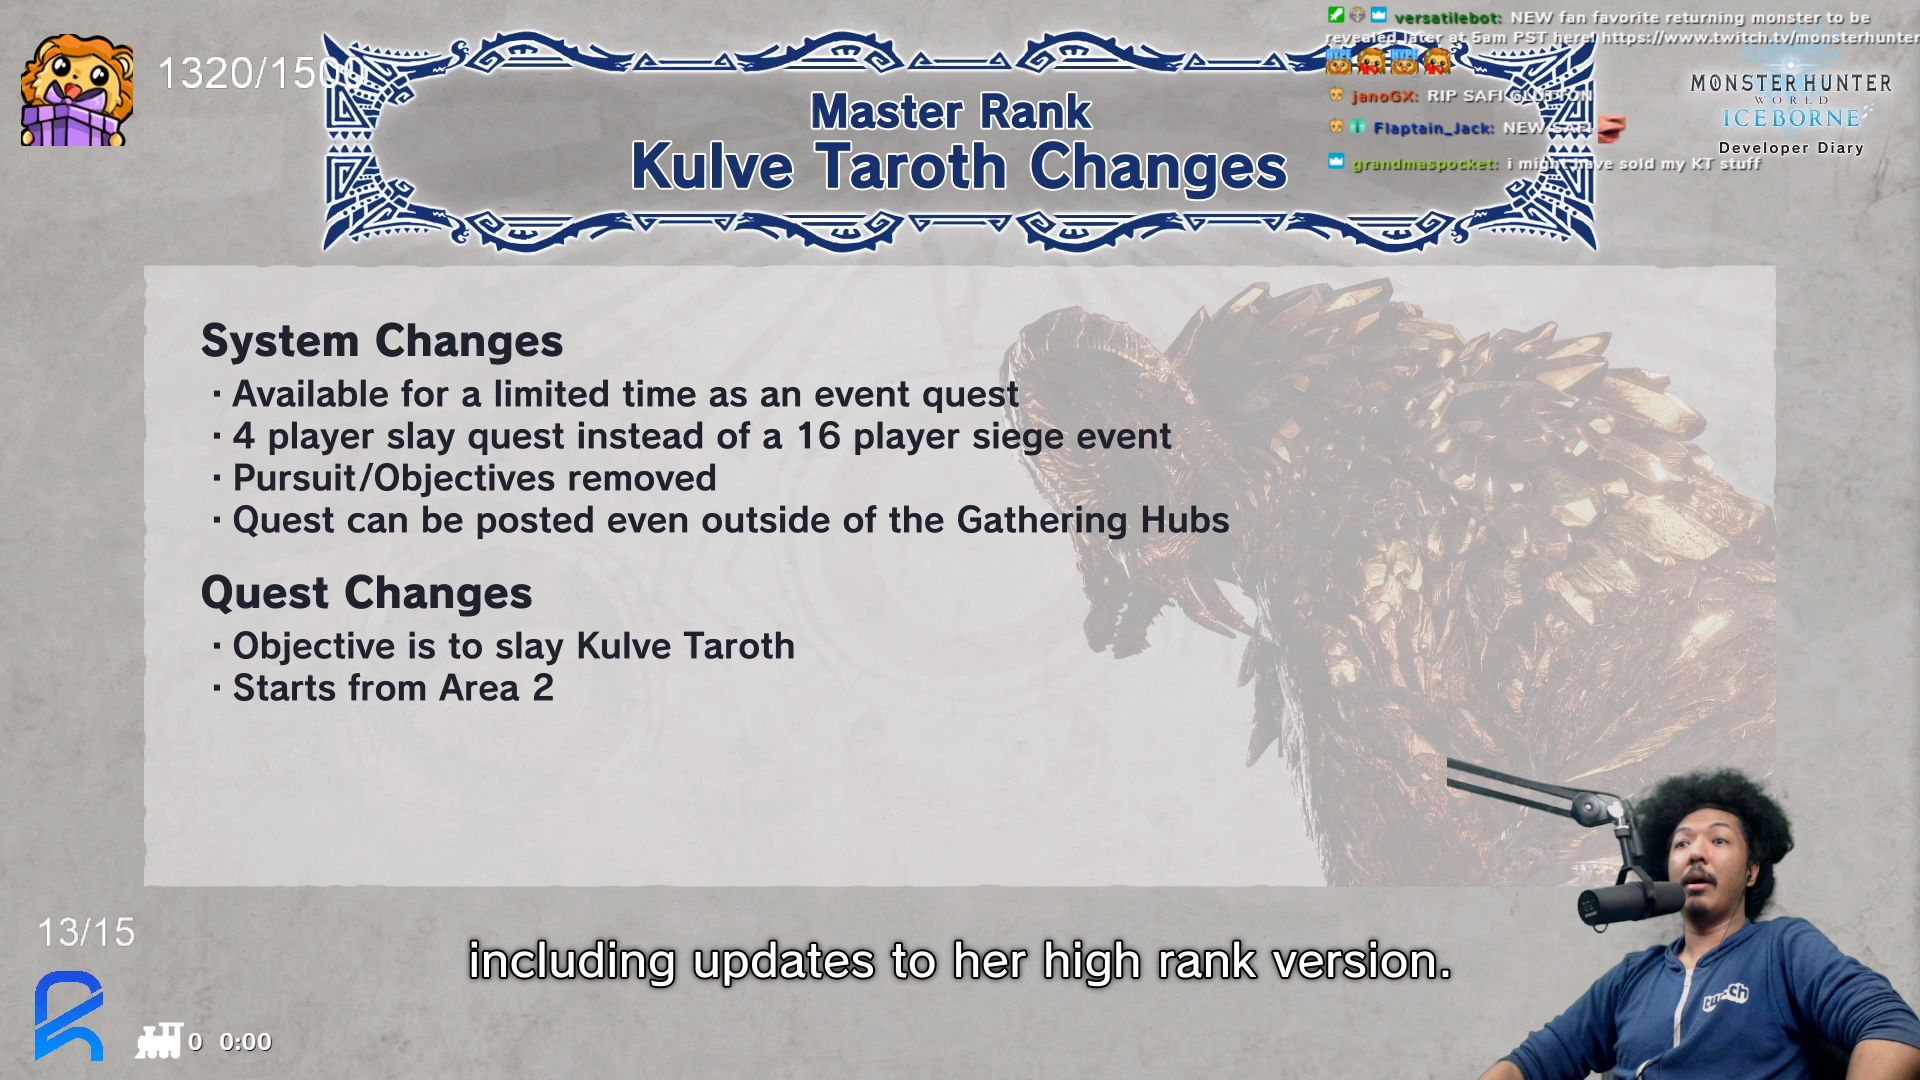 versatilebot: NEW fan favorite returning monster to be
revealed later at 5am PST here! https://www.twitch.tv/monsterhunter
HYPE HYPE
janoGX: RIP SAFI GLUTTON
Flaptain_Jack: NEW SAFI
grandmaspocket: i might have sold my KT stuff
1320/1500
MONSTER HUNTER
WORLD
ICEBORNE
Developer Diary
Master Rank
Kulve Taroth Changes
System Changes
· Available for a limited time as an event quest
· 4 player slay quest instead of a 16 player siege event
· Pursuit/Objectives removed
· Quest can be posted even outside of the Gathering Hubs
Quest Changes
· Objective is to slay Kulve Taroth
· Starts from Area 2
13/15
including updates to her high rank version.
twitch
0 0:00